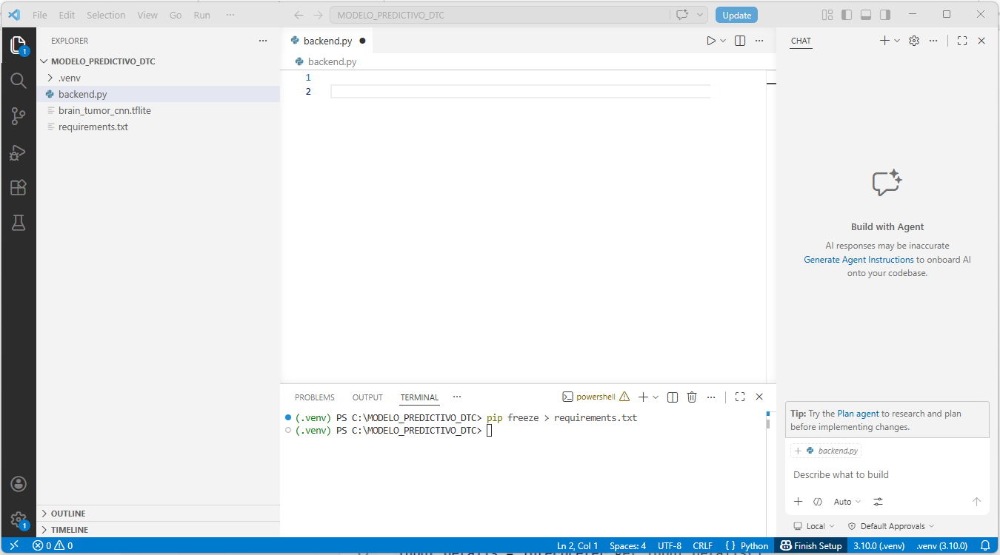 File Edit Selection View Go Run ···
MODELO_PREDICTIVO_DTC
Update
EXPLORER
1
MODELO_PREDICTIVO_DTC
.venv
backend.py
brain_tumor_cnn.tflite
requirements.txt
OUTLINE
TIMELINE
1
backend.py
backend.py
1
2
PROBLEMS OUTPUT TERMINAL ···
powershell
(.venv) PS C:\MODELO_PREDICTIVO_DTC> pip freeze > requirements.txt
(.venv) PS C:\MODELO_PREDICTIVO_DTC>
CHAT
Build with Agent
AI responses may be inaccurate
Generate Agent Instructions to onboard AI
onto your codebase.
Tip: Try the Plan agent to research and plan
before implementing changes.
backend.py
Describe what to build
Auto
Local Default Approvals
0 0
Ln 2, Col 1 Spaces: 4 UTF-8 CRLF { } Python Finish Setup 3.10.0 (.venv) .venv (3.10.0)